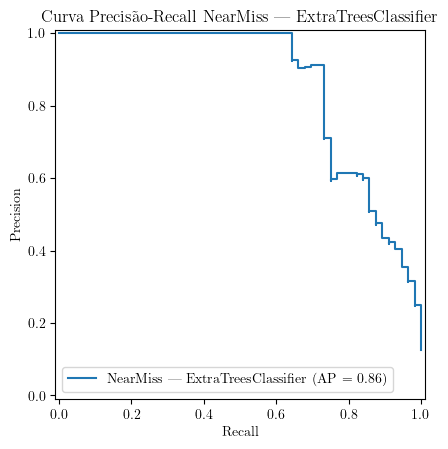 Curva Precisão-Recall NearMiss — ExtraTreesClassifier
1.0
0.8
0.6
0.4
0.2
0.0
Precision
NearMiss — ExtraTreesClassifier (AP = 0.86)
0.0 0.2 0.4 0.6 0.8 1.0
Recall